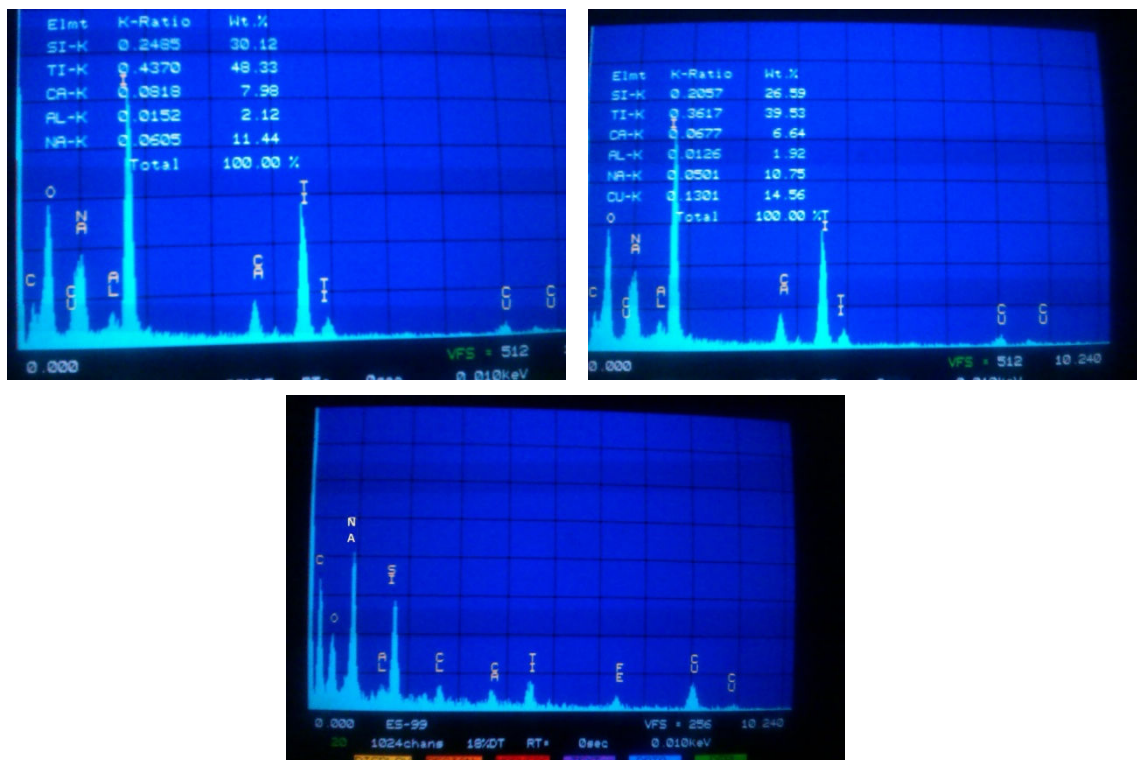 Elmt K-Ratio Wt.%
SI-K 0.2485 30.12
TI-K 0.4370 48.33
CA-K 0.0818 7.98
AL-K 0.0152 2.12
NA-K 0.0605 11.44
Total 100.00 %
O
NA
C
CU
AL
I
CA
TI
TI
CU
CU
0.000
VFS = 512
0sec
0.010keV
Elmt K-Ratio Wt.%
SI-K 0.2057 26.59
TI-K 0.3617 39.53
CA-K 0.0677 6.64
AL-K 0.0126 1.92
NA-K 0.0501 10.75
CU-K 0.1301 14.56
Total 100.00 %
O
NA
C
CU
AL
I
CA
TI
TI
CU
CU
0.000
VFS = 512 10.240
0.010keV
C
O
NA
AL
SI
CL
CA
TI
FE
CU
CU
0.000 ES-99 VFS = 256 10.240
20 1024chans 18%DT RT= 0sec 0.010keV